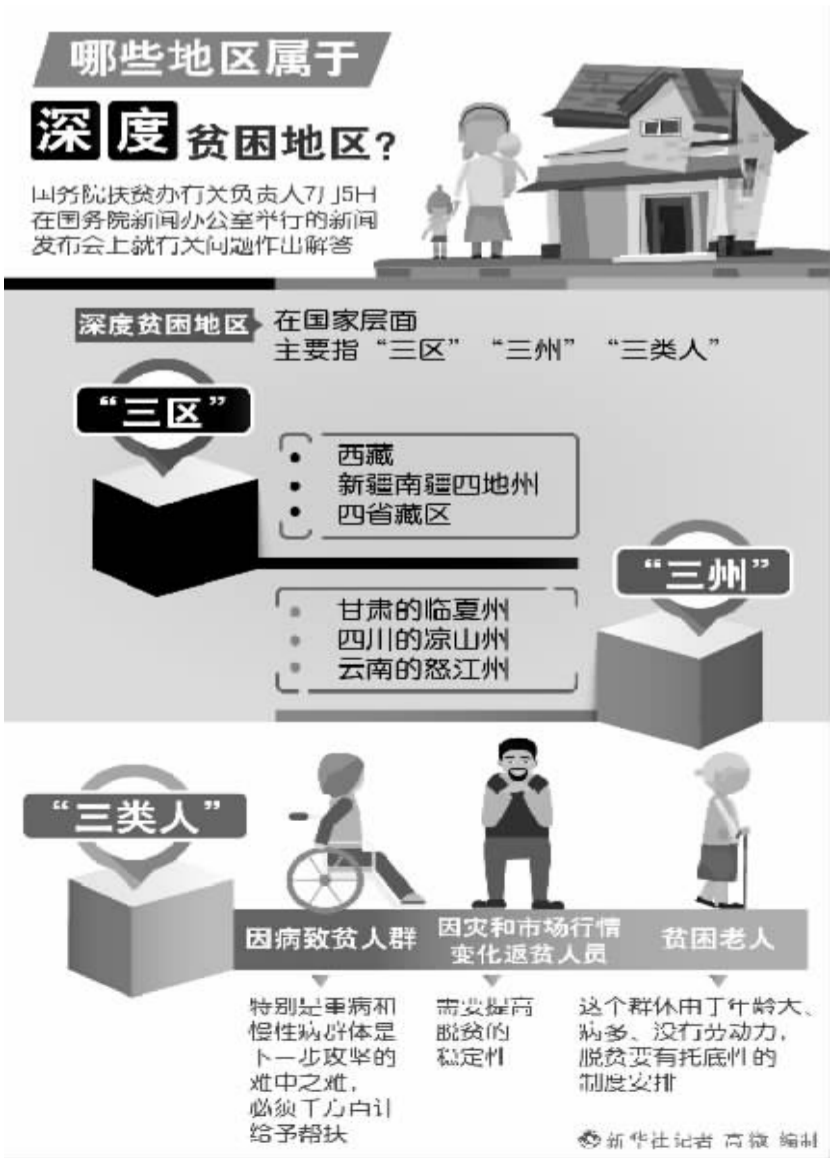 哪些地区属于
深度贫困地区?
国务院扶贫办有关负责人7月5日
在国务院新闻办公室举行的新闻
发布会上就有关问题作出解答
深度贫困地区
在国家层面
主要指“三区” “三州” “三类人”
“三区”
• 西藏
• 新疆南疆四地州
• 四省藏区
“三州”
• 甘肃的临夏州
• 四川的凉山州
• 云南的怒江州
“三类人”
因病致贫人群
特别是重病和
慢性病群体是
下一步攻坚的
难中之难,
必须千方百计
给予帮扶
因灾和市场行情
变化返贫人员
需要提高
脱贫的
稳定性
贫困老人
这个群体由于年龄大、
病多、没有劳动力,
脱贫要有托底性的
制度安排
新华社记者 高微 编制